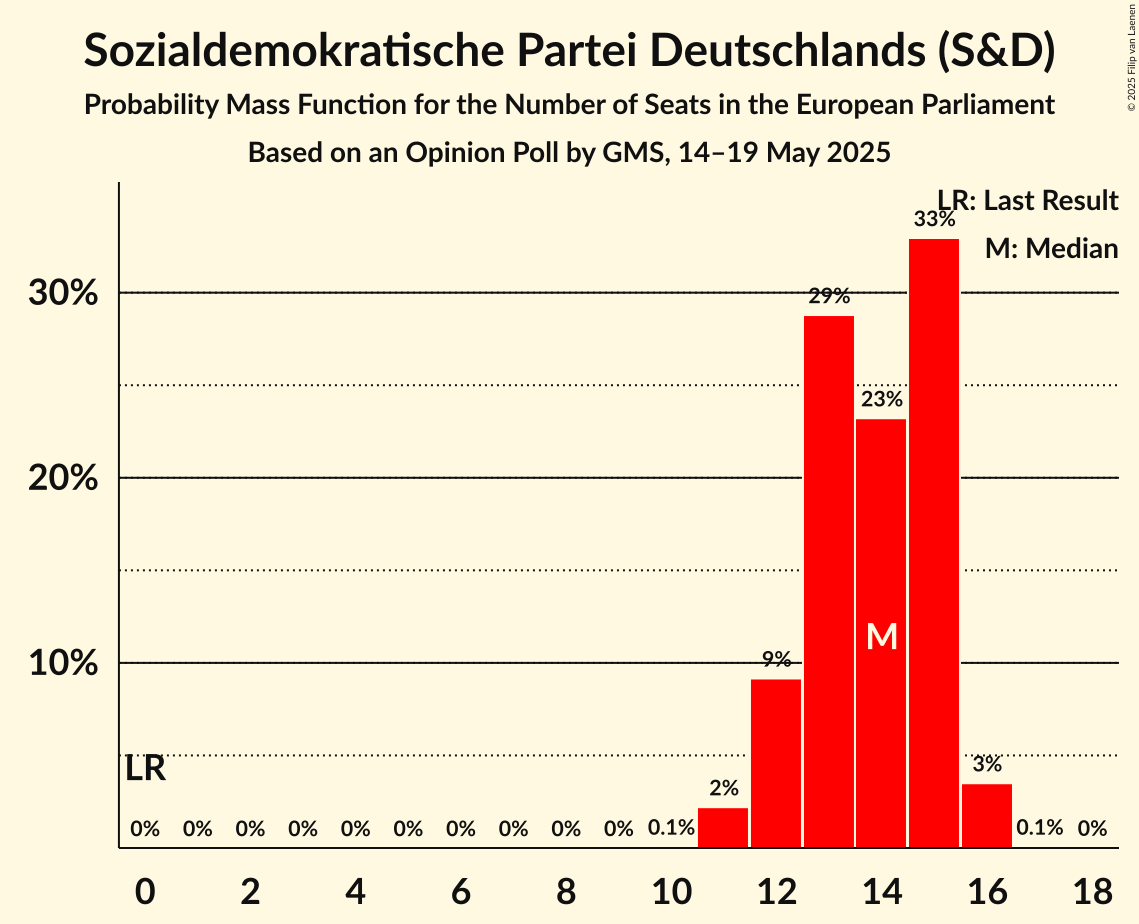 Sozialdemokratische Partei Deutschlands (S&D)
Probability Mass Function for the Number of Seats in the European Parliament
Based on an Opinion Poll by GMS, 14–19 May 2025
© 2025 Filip van Laenen
LR: Last Result
M: Median
33%
30%
29%
23%
20%
M
10%
9%
LR
3%
2%
0% 0% 0% 0% 0% 0% 0% 0% 0% 0% 0.1% 0.1% 0%
0 2 4 6 8 10 12 14 16 18